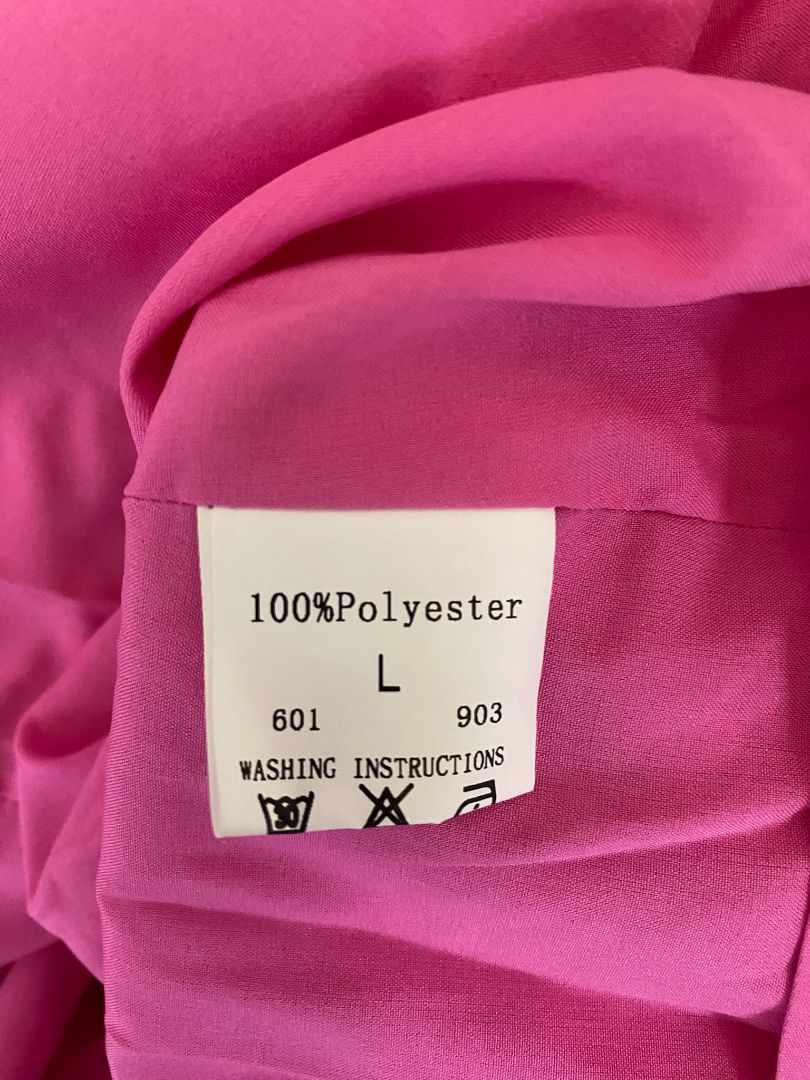 100%Polyester
L
601 903
WASHING INSTRUCTIONS
30